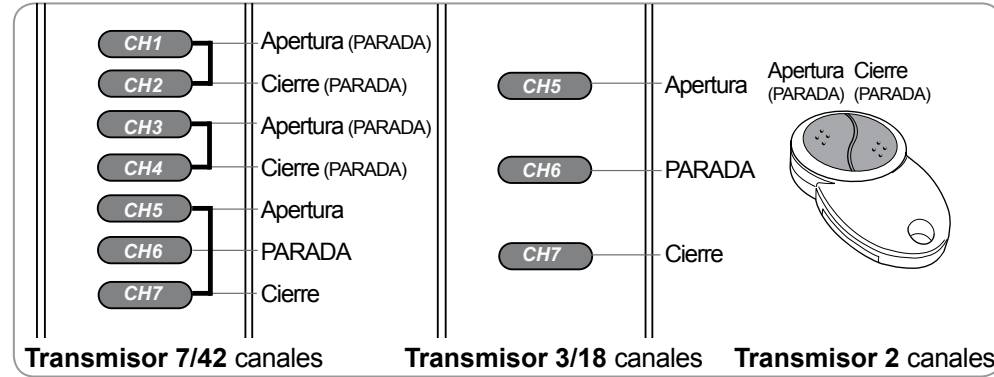 CH1 Apertura (PARADA)
CH2 Cierre (PARADA)
CH3 Apertura (PARADA)
CH4 Cierre (PARADA)
CH5 Apertura
CH6 PARADA
CH7 Cierre
Transmisor 7/42 canales
CH5 Apertura
CH6 PARADA
CH7 Cierre
Transmisor 3/18 canales
Apertura Cierre
(PARADA) (PARADA)
Transmisor 2 canales